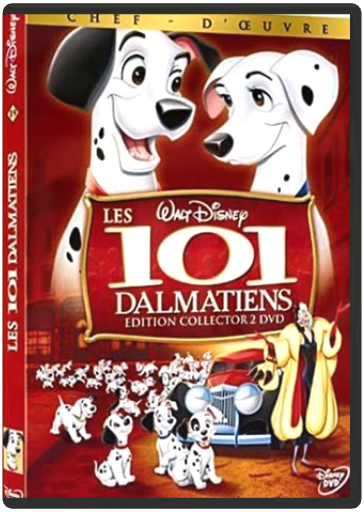 CHEF - D'ŒUVRE
WALT DISNEY
LES
101
DALMATIENS
EDITION COLLECTOR 2 DVD
Disney
DVD
WALT DISNEY
LES 101 DALMATIENS